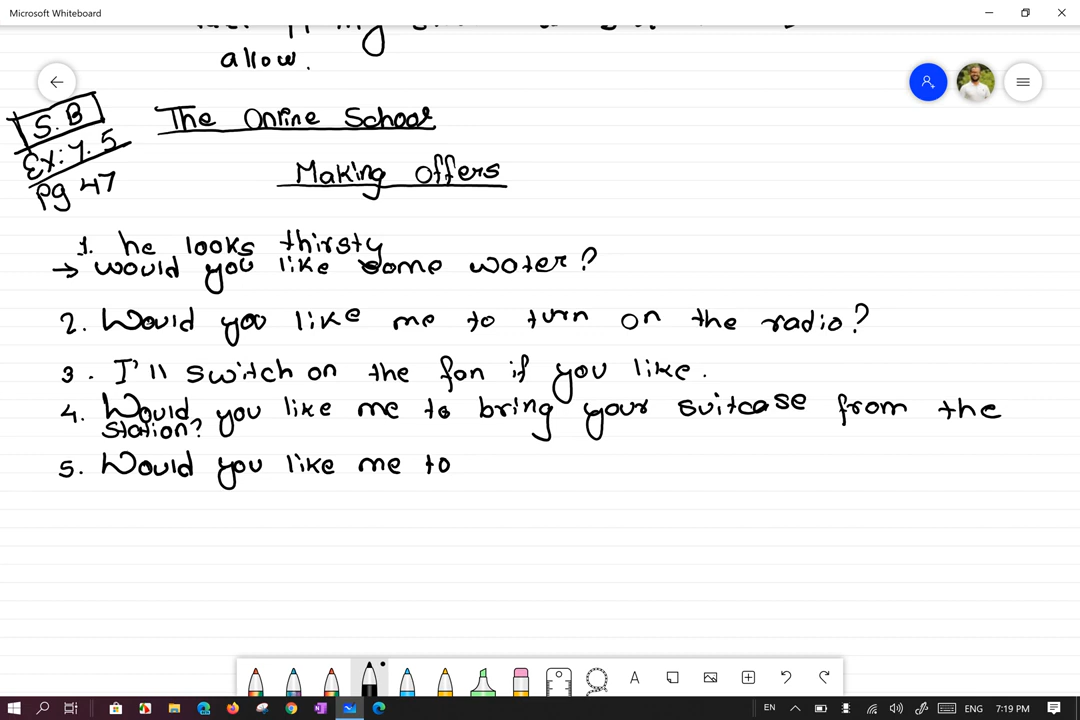 Microsoft Whiteboard
allow.
S.B
Ex: 7.5
pg 47
The Online School
Making Offers
1. he looks thirsty
→ would you like some water?
2. Would you like me to turn on the radio?
3. I'll switch on the fan if you like.
4. Would you like me to bring your suitcase from the
station?
5. Would you like me to
A
EN
ENG
7:19 PM